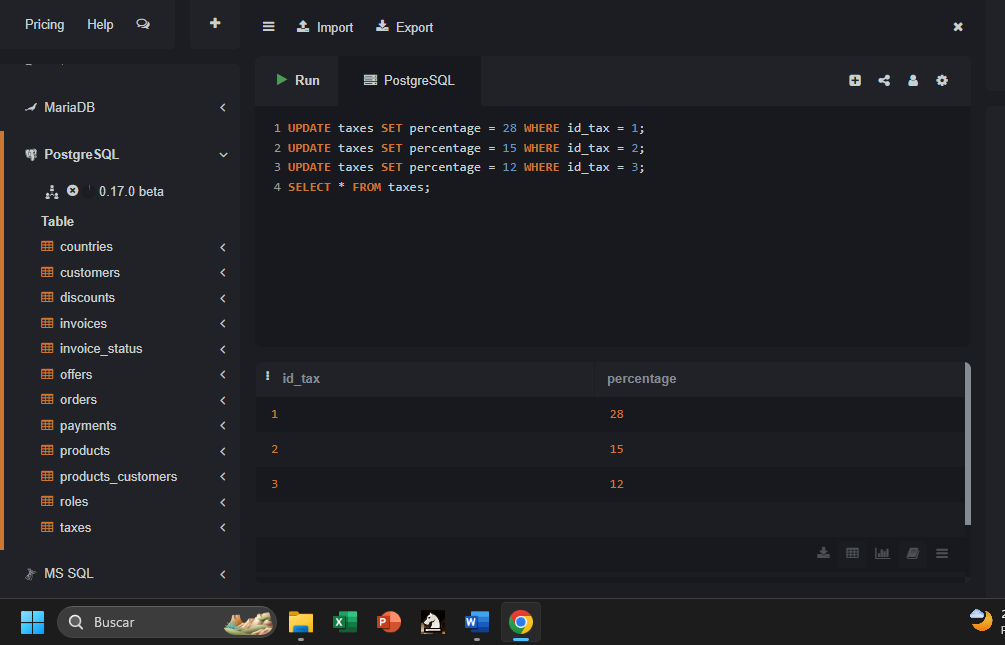 Pricing Help
Import Export
MariaDB
PostgreSQL
0.17.0 beta
Table
countries
customers
discounts
invoices
invoice_status
offers
orders
payments
products
products_customers
roles
taxes
MS SQL
Run PostgreSQL
1 UPDATE taxes SET percentage = 28 WHERE id_tax = 1;
2 UPDATE taxes SET percentage = 15 WHERE id_tax = 2;
3 UPDATE taxes SET percentage = 12 WHERE id_tax = 3;
4 SELECT * FROM taxes;
id_tax percentage
1 28
2 15
3 12
Buscar